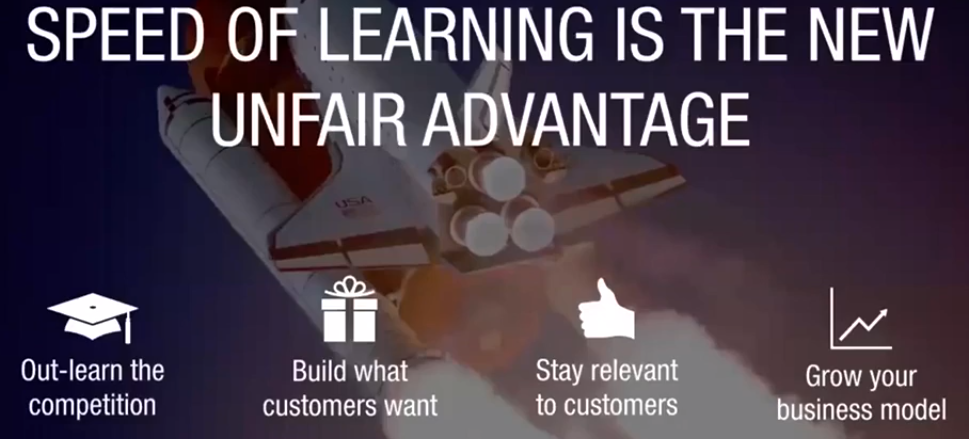 SPEED OF LEARNING IS THE NEW
UNFAIR ADVANTAGE
USA
Out-learn the
competition
Build what
customers want
Stay relevant
to customers
Grow your
business model